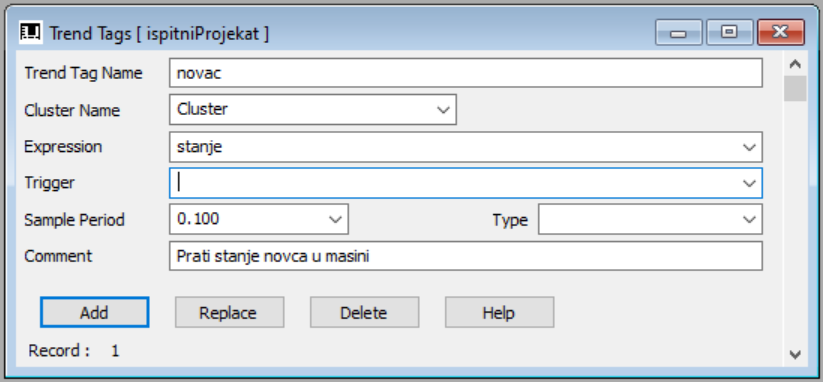 Trend Tags [ ispitniProjekat ]
Trend Tag Name novac
Cluster Name Cluster
Expression stanje
Trigger
Sample Period 0.100 Type
Comment Prati stanje novca u masini
Add Replace Delete Help
Record : 1